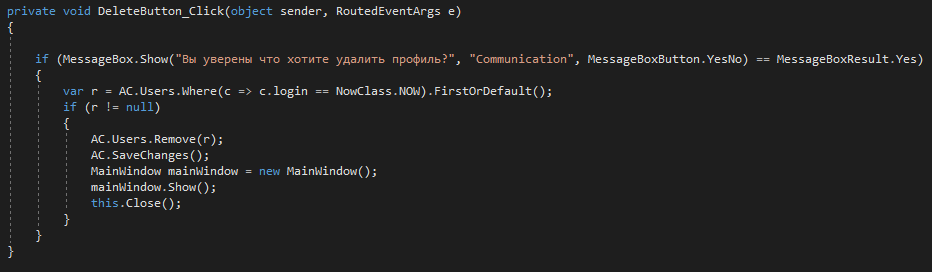 private void DeleteButton_Click(object sender, RoutedEventArgs e)
{
if (MessageBox.Show("Вы уверены что хотите удалить профиль?", "Communication", MessageBoxButton.YesNo) == MessageBoxResult.Yes)
{
var r = AC.Users.Where(c => c.login == NowClass.NOW).FirstOrDefault();
if (r != null)
{
AC.Users.Remove(r);
AC.SaveChanges();
MainWindow mainWindow = new MainWindow();
mainWindow.Show();
this.Close();
}
}
}